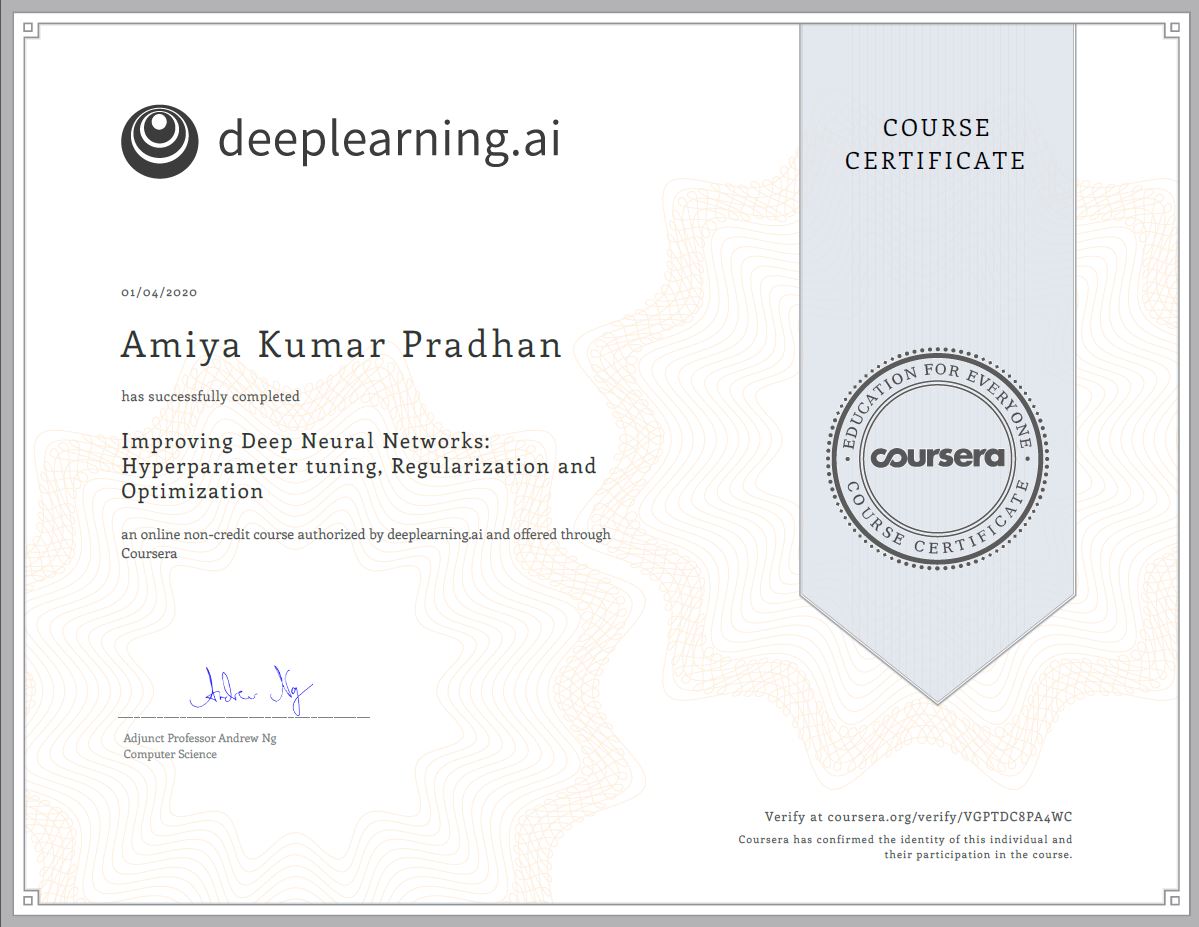 deeplearning.ai
COURSE
CERTIFICATE
01/04/2020
Amiya Kumar Pradhan
has successfully completed
Improving Deep Neural Networks:
Hyperparameter tuning, Regularization and
Optimization
an online non-credit course authorized by deeplearning.ai and offered through
Coursera
EDUCATION FOR EVERYONE
coursera
COURSE CERTIFICATE
Andrew Ng
Adjunct Professor Andrew Ng
Computer Science
Verify at coursera.org/verify/VGPTDC8PA4WC
Coursera has confirmed the identity of this individual and
their participation in the course.